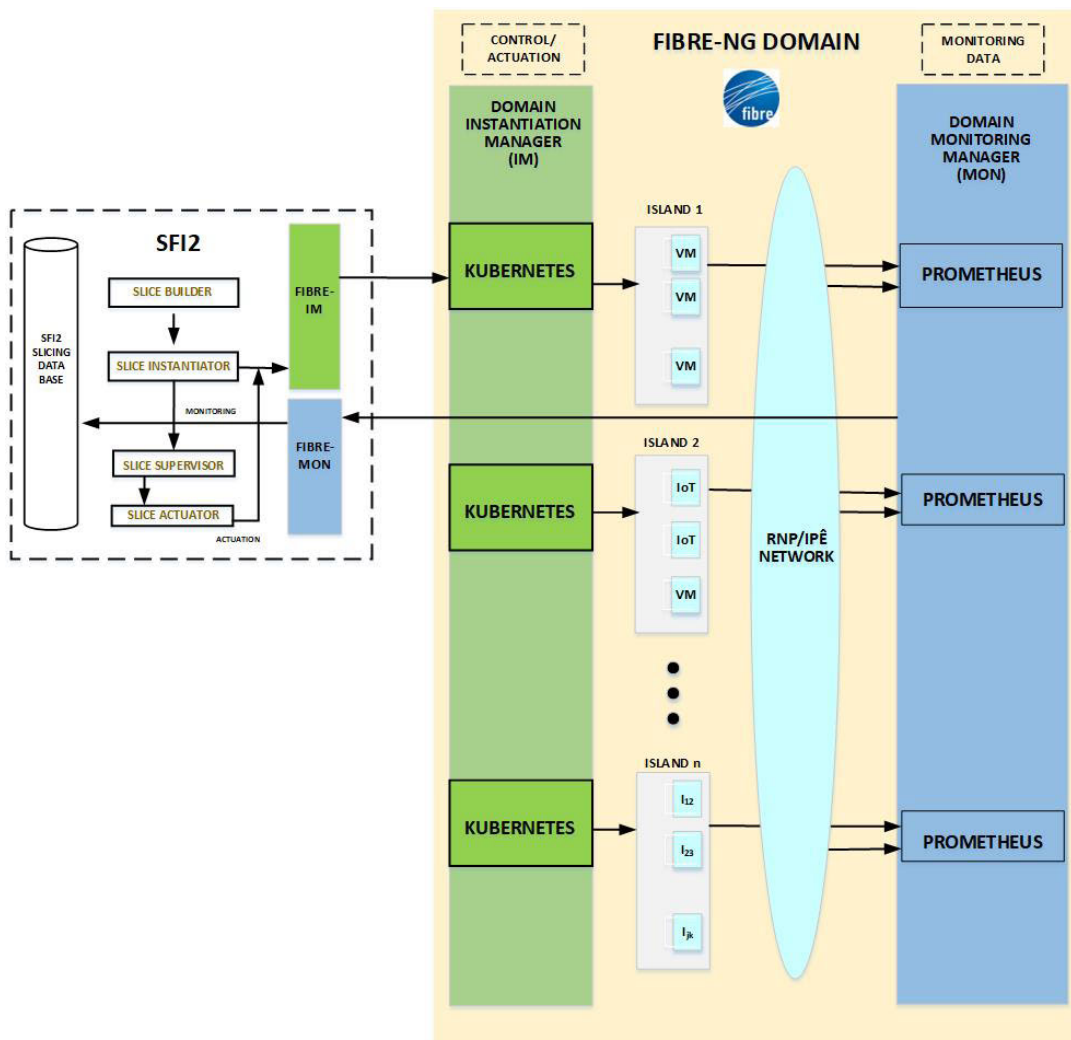 CONTROL/
ACTUATION
FIBRE-NG DOMAIN
MONITORING
DATA
fibre
DOMAIN
INSTANTIATION
MANAGER
(IM)
DOMAIN
MONITORING
MANAGER
(MON)
SFI2
SFI2
SLICING
DATA
BASE
SLICE BUILDER
SLICE INSTANTIATOR
MONITORING
SLICE SUPERVISOR
SLICE ACTUATOR
ACTUATION
FIBRE-
IM
FIBRE-
MON
KUBERNETES
ISLAND 1
VM
VM
VM
PROMETHEUS
KUBERNETES
ISLAND 2
IoT
IoT
VM
RNP/IPÊ
NETWORK
PROMETHEUS
KUBERNETES
ISLAND n
I₁₂
I₂₃
Iⱼₖ
PROMETHEUS